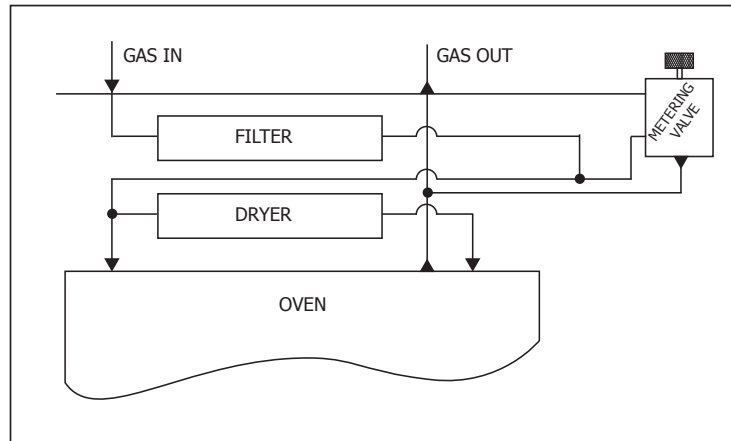 GAS IN
GAS OUT
METERING
VALVE
FILTER
DRYER
OVEN